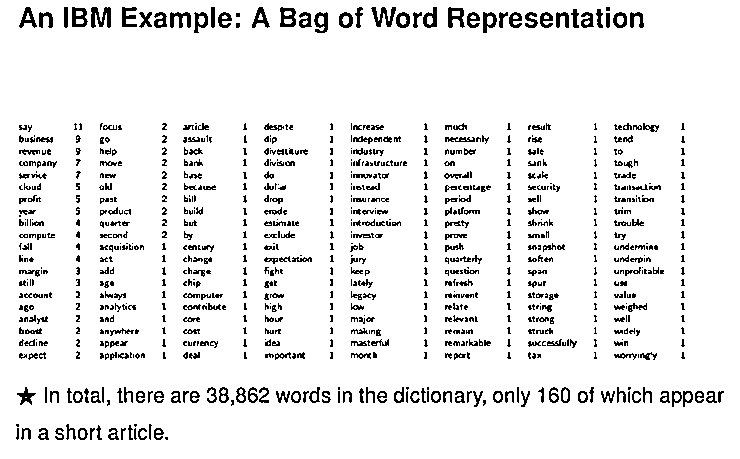 An IBM Example: A Bag of Word Representation
say 11 focus 2 article 1 despite 1 increase 1 much 1 result 1 technology 1
business 9 go 2 assault 1 dip 1 independent 1 necessarily 1 rise 1 tend 1
revenue 9 help 2 back 1 divestiture 1 industry 1 number 1 sale 1 to 1
company 7 move 2 bank 1 division 1 infrastructure 1 on 1 sank 1 tough 1
service 7 new 2 base 1 do 1 innovator 1 overall 1 scale 1 trade 1
cloud 5 old 2 because 1 dollar 1 instead 1 percentage 1 security 1 transaction 1
profit 5 past 2 bill 1 drop 1 insurance 1 period 1 sell 1 transition 1
year 5 product 2 build 1 erode 1 interview 1 platform 1 show 1 trim 1
billion 4 quarter 2 but 1 estimate 1 introduction 1 pretty 1 shrink 1 trouble 1
compute 4 second 2 by 1 exclude 1 investor 1 prove 1 small 1 try 1
fall 4 acquisition 1 century 1 exit 1 job 1 push 1 snapshot 1 undermine 1
line 4 act 1 change 1 expectation 1 jury 1 quarterly 1 soften 1 underpin 1
margin 3 add 1 charge 1 fight 1 keep 1 question 1 span 1 unprofitable 1
still 3 age 1 chip 1 get 1 lately 1 refresh 1 spur 1 use 1
account 2 always 1 computer 1 grow 1 legacy 1 reinvent 1 storage 1 value 1
ago 2 analytics 1 contribute 1 high 1 low 1 relate 1 string 1 weighed 1
analyst 2 and 1 core 1 hour 1 major 1 relevant 1 strong 1 well 1
boost 2 anywhere 1 cost 1 hurt 1 making 1 remain 1 struck 1 widely 1
decline 2 appear 1 currency 1 idea 1 masterful 1 remarkable 1 successfully 1 win 1
expect 2 application 1 deal 1 important 1 month 1 report 1 tax 1 worryingly 1
★ In total, there are 38,862 words in the dictionary, only 160 of which appear
in a short article.